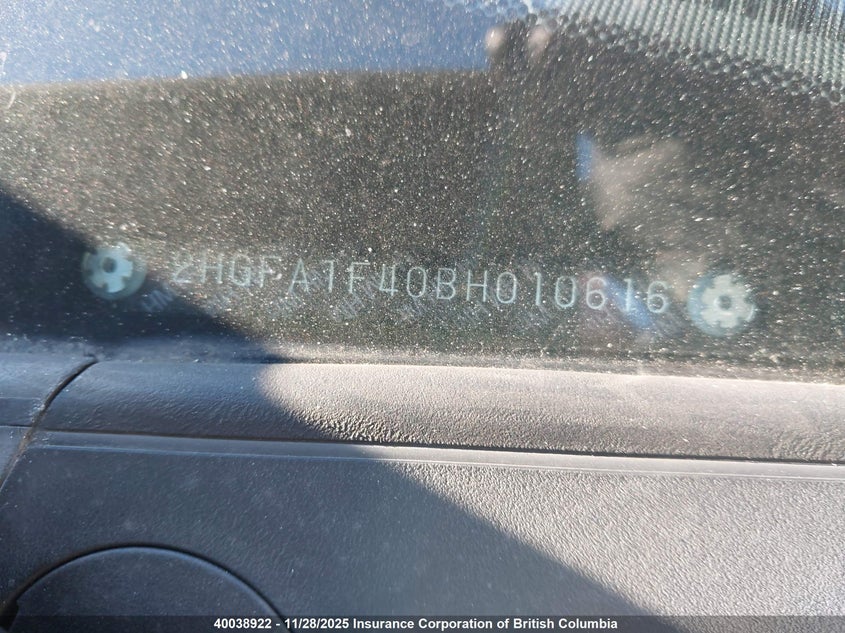 2HGFA1F40BH010616
40038922 - 11/28/2025 Insurance Corporation of British Columbia